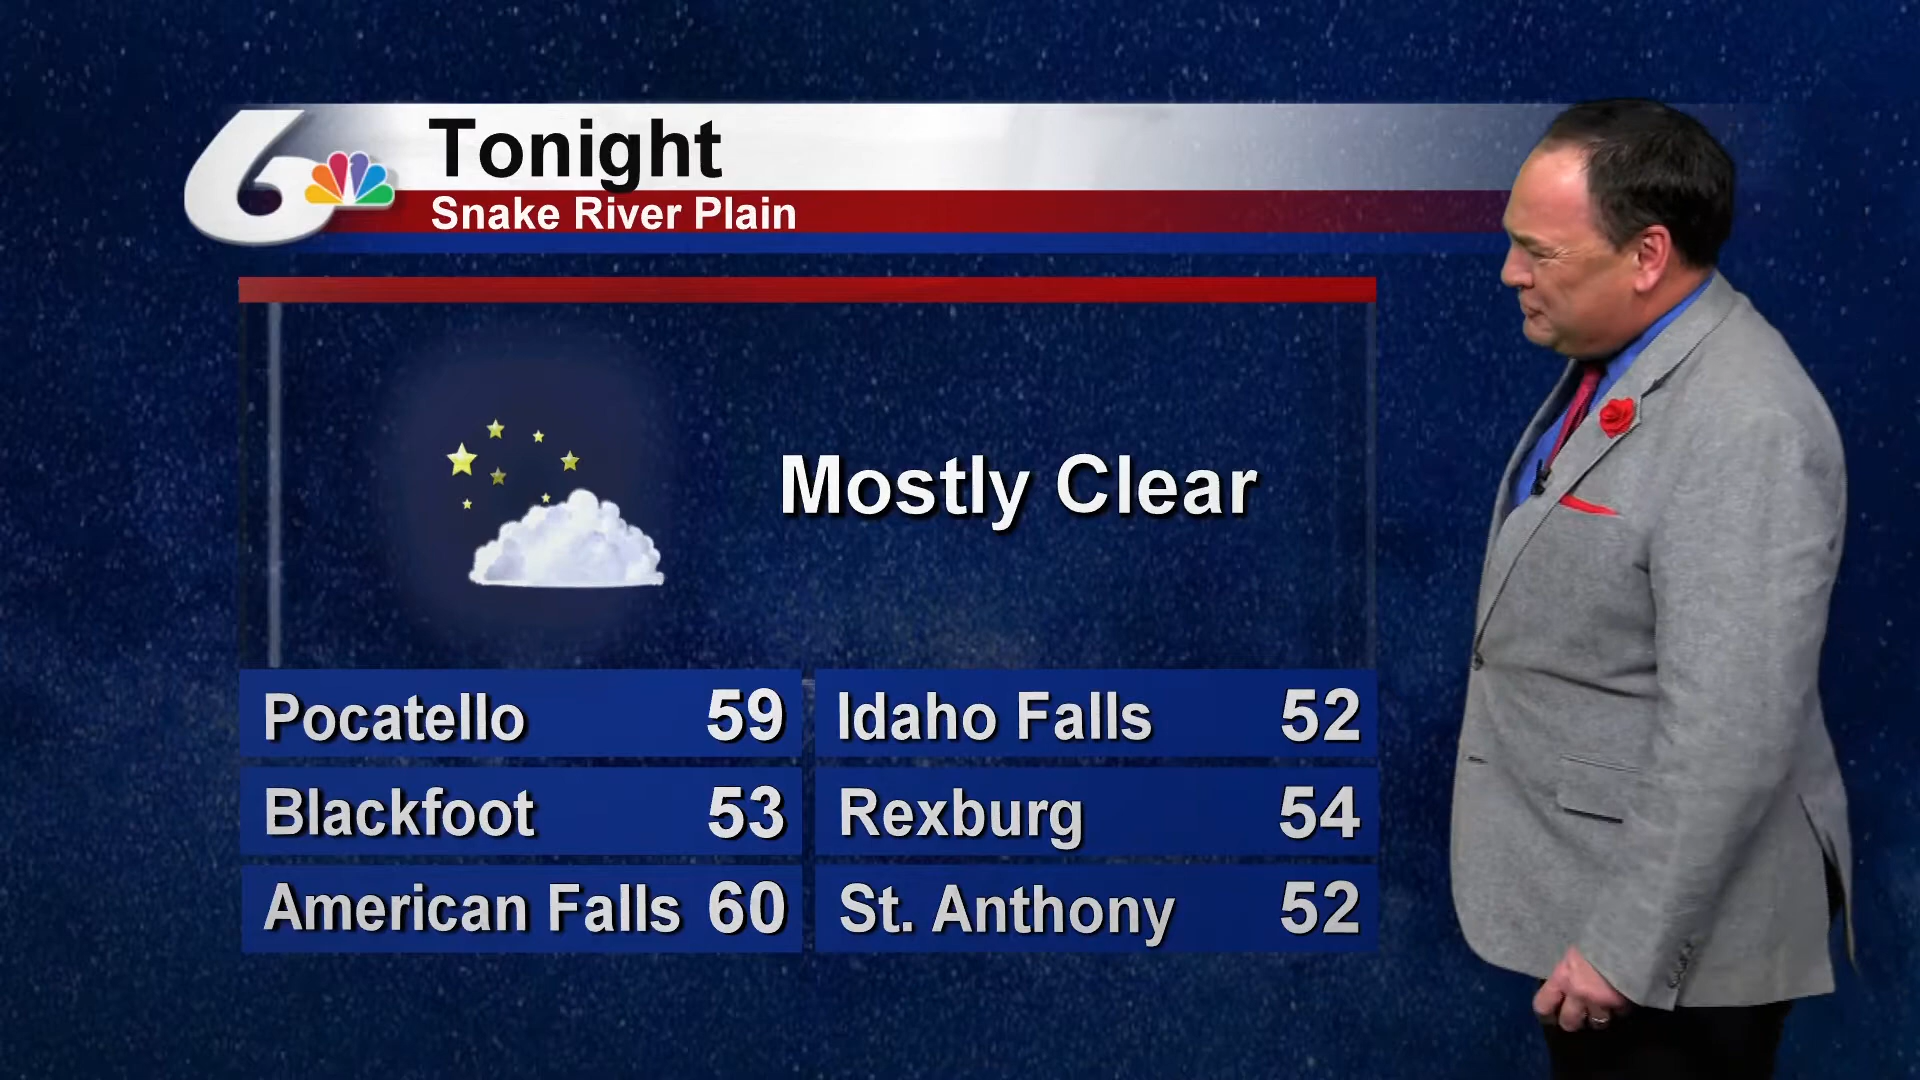 6
Tonight
Snake River Plain
Mostly Clear
Pocatello 59
Idaho Falls 52
Blackfoot 53
Rexburg 54
American Falls 60
St. Anthony 52